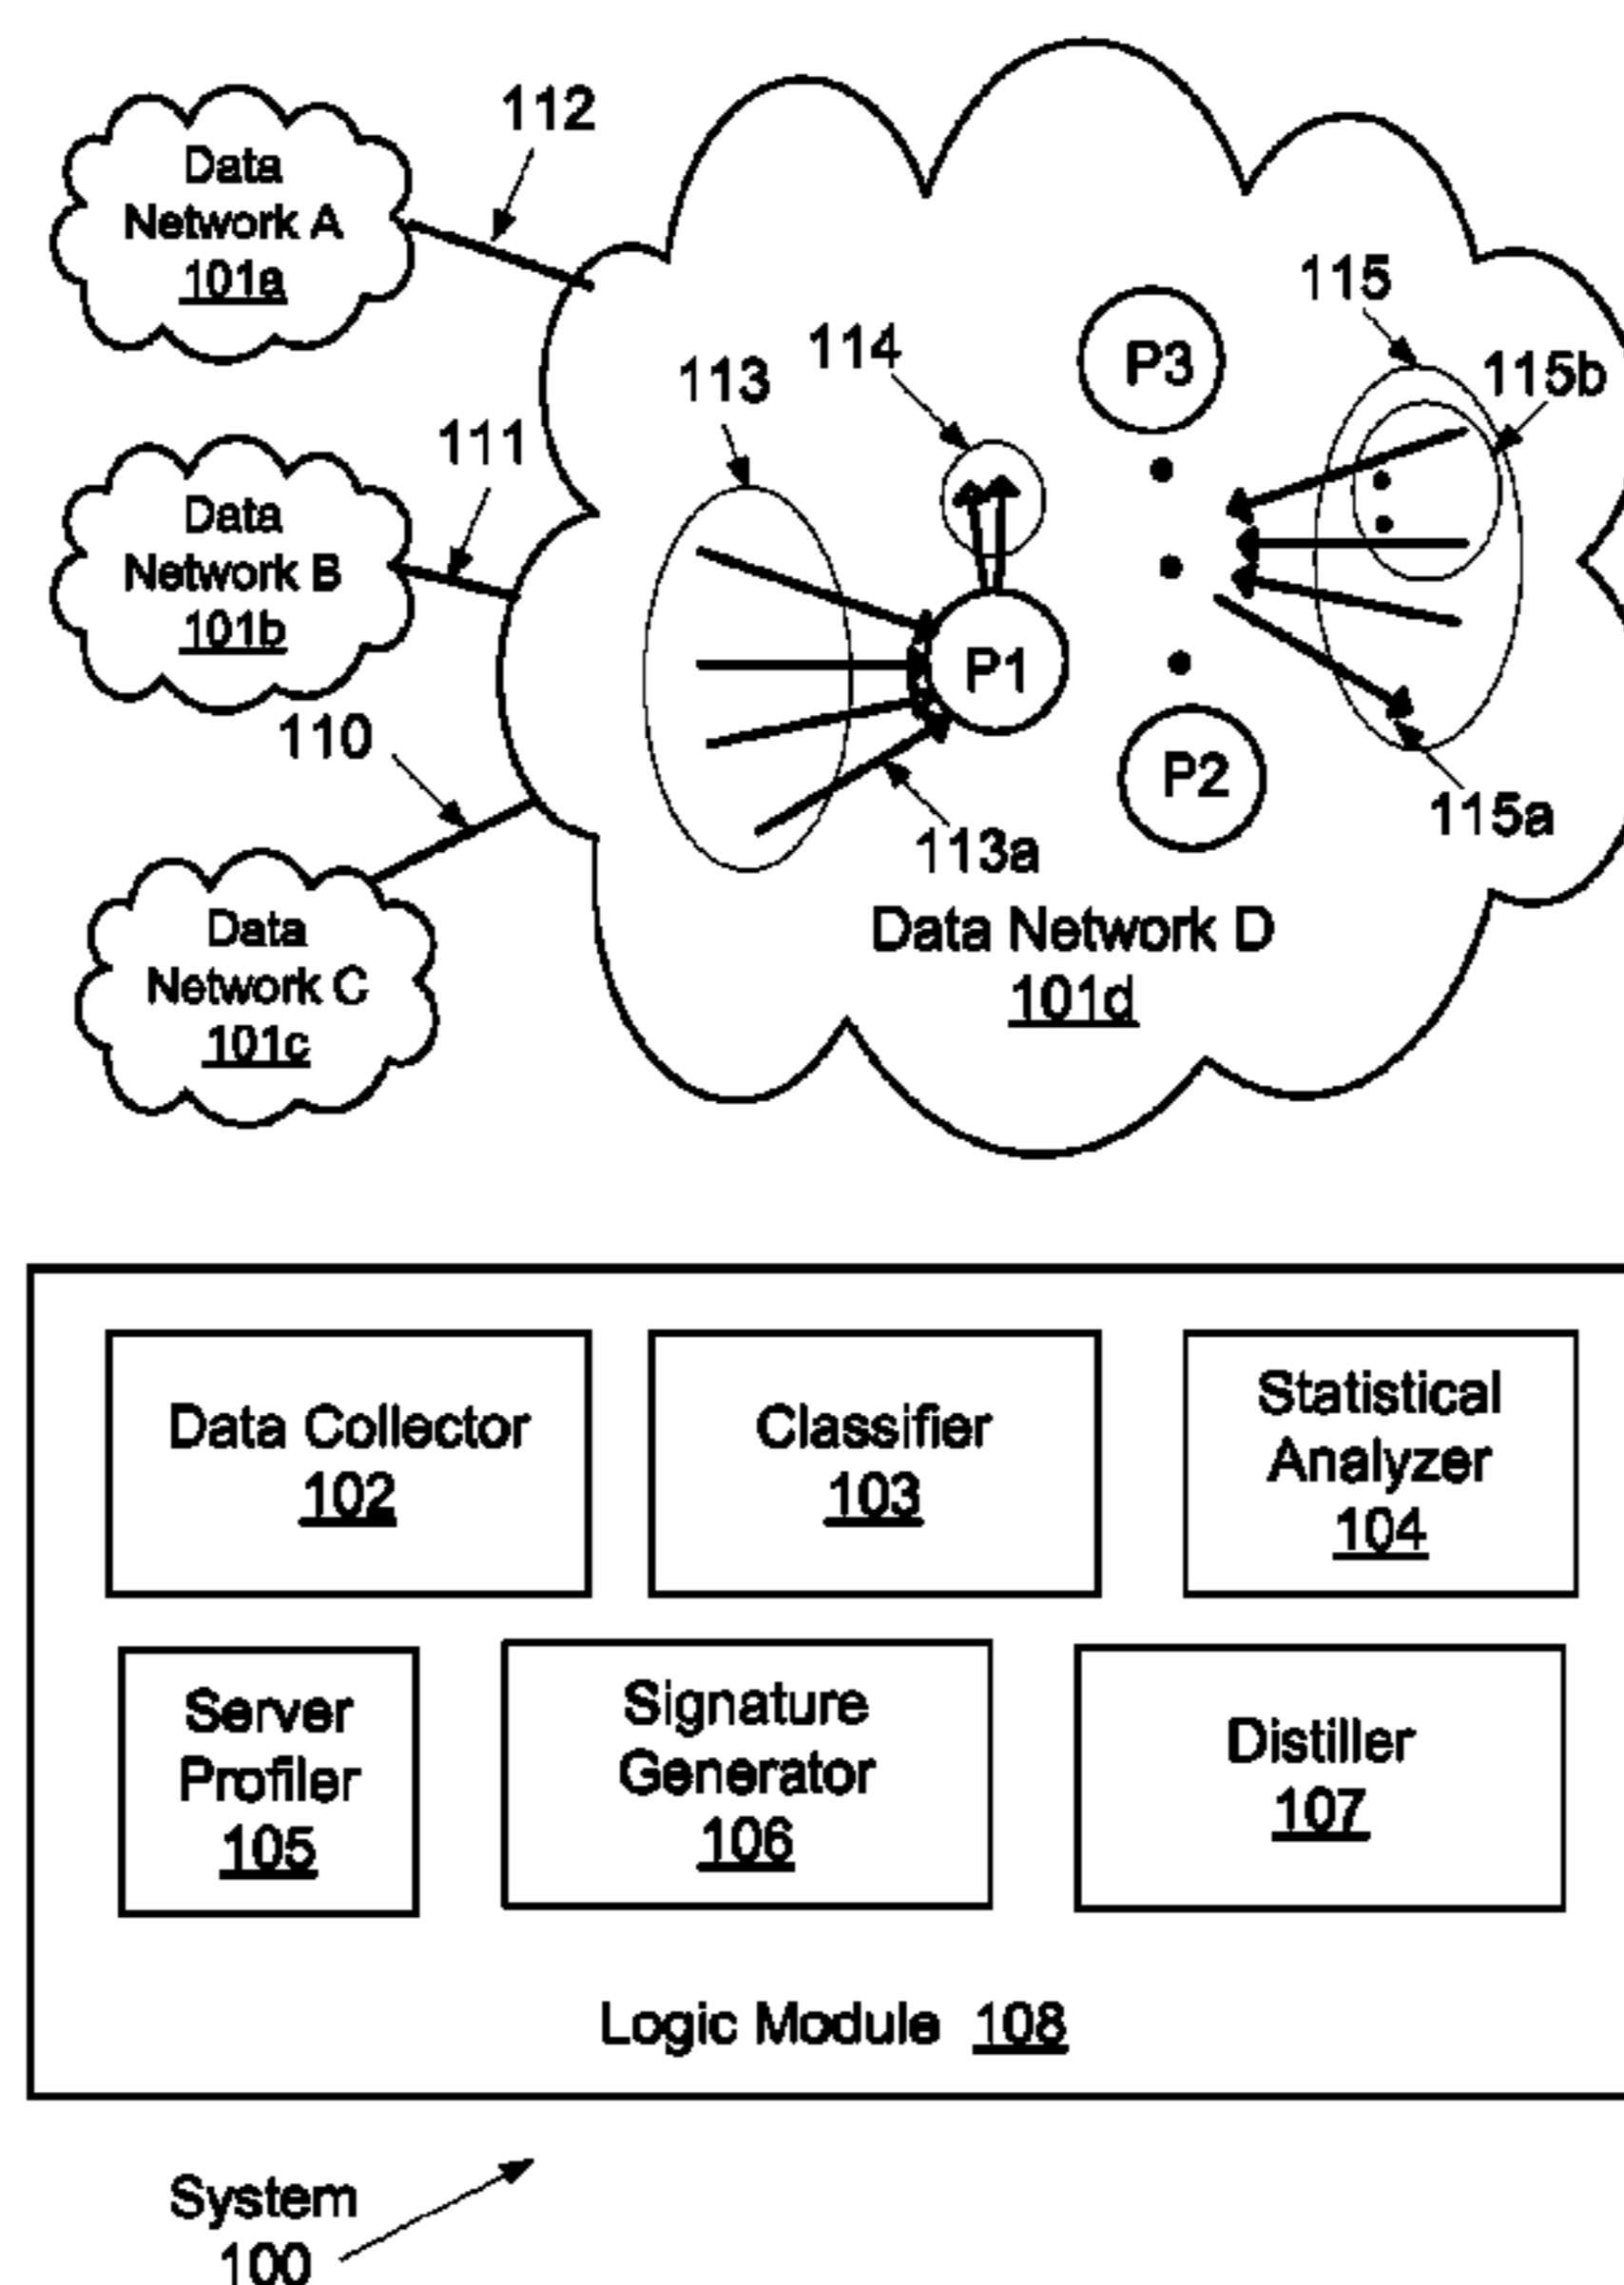 112
Data
Network A
101a
115
114
P3
115b
113
111
Data
Network B
101b
P1
110
P2
115a
113a
Data Network D
101d
Data
Network C
101c
Data Collector
102
Classifier
103
Statistical
Analyzer
104
Server
Profiler
105
Signature
Generator
106
Distiller
107
Logic Module 108
System
100